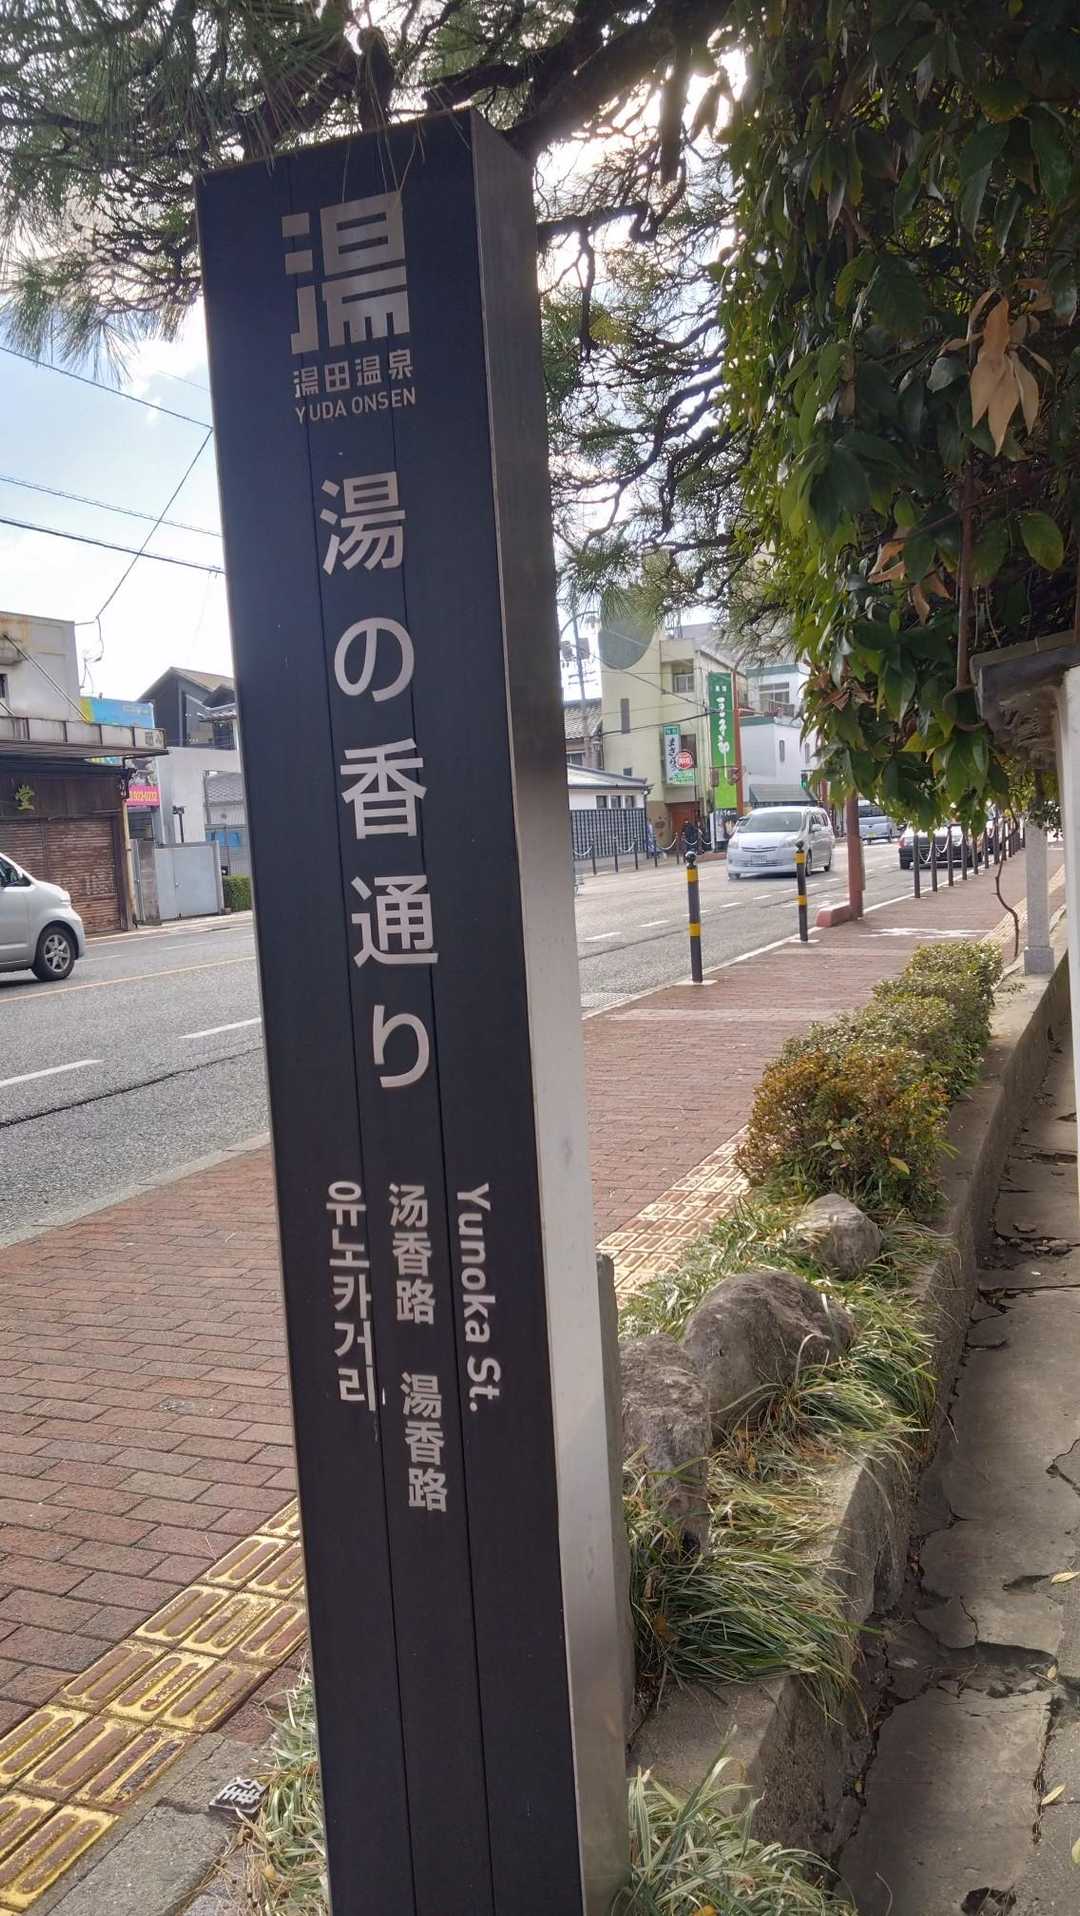 湯
湯田温泉
YUDA ONSEN
湯の香通り
Yunoka St.
汤香路 湯香路
유노카거리